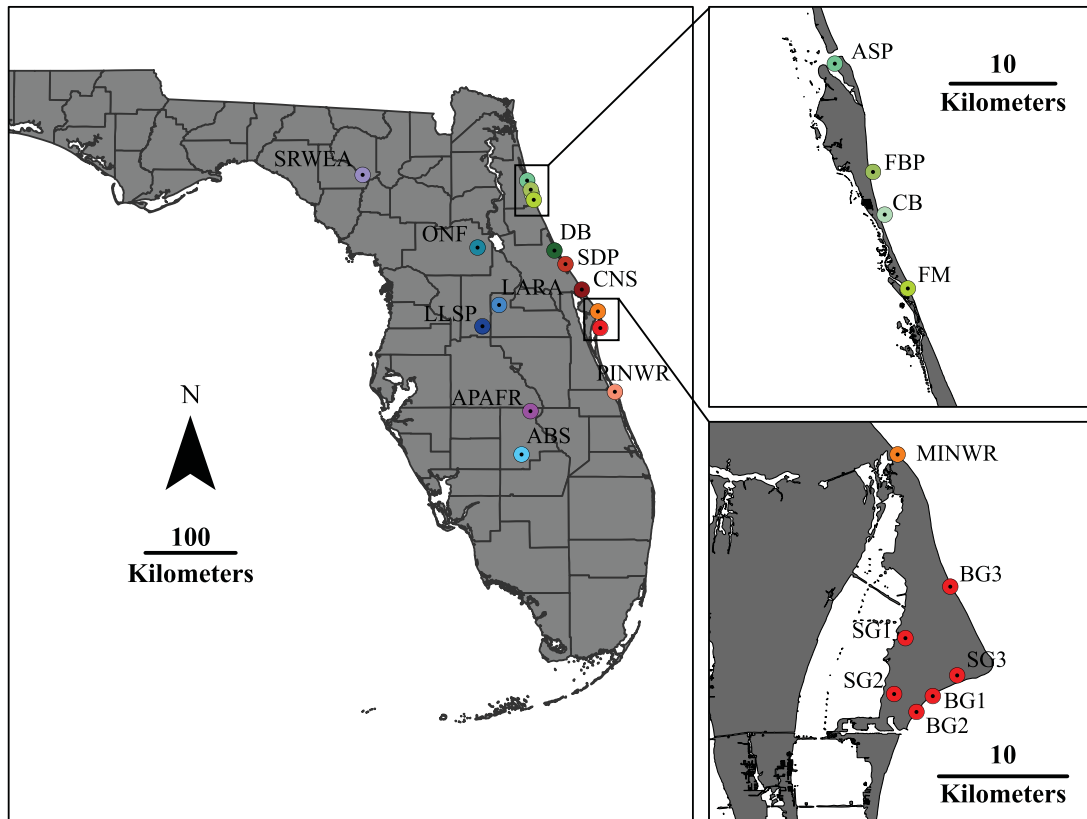 SRWEA
ONF
DB
SDP
CNS
LARA
LLSP
PINWR
APAFR
ABS
N
100
Kilometers
ASP
10
Kilometers
FBP
CB
FM
MINWR
BG3
SG1
SG3
SG2
BG1
BG2
10
Kilometers